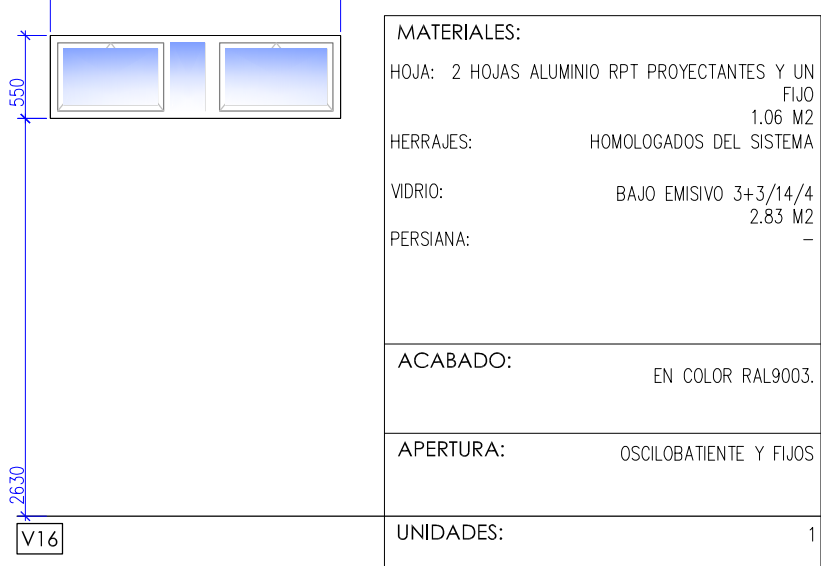 550
2630
V16
MATERIALES:
HOJA: 2 HOJAS ALUMINIO RPT PROYECTANTES Y UN
FIJO
1.06 M2
HERRAJES: HOMOLOGADOS DEL SISTEMA
VIDRIO: BAJO EMISIVO 3+3/14/4
2.83 M2
PERSIANA: –
ACABADO:
EN COLOR RAL9003.
APERTURA:
OSCILOBATIENTE Y FIJOS
UNIDADES: 1